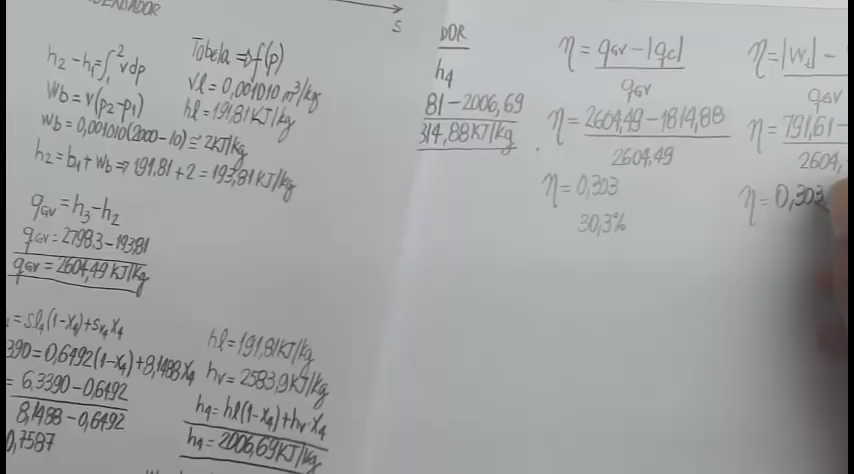 S
h2 - h1 = ∫₁² vdp
Wb = v(p2 - p1)
Wb = 0,001010(2000 - 10) ≅ 2KJ/kg
h2 = h1 + Wb ⇒ 191.81 + 2 = 193,81 KJ/kg
Tabela ⇒ f(p)
vl = 0,001010 m³/kg
hl = 191,81 KJ/kg
qGV = h3 - h2
qGV = 2798.3 - 193,81
qGV = 2604,49 KJ/kg
= sl4(1-X4) + sv4 X4
390 = 0,6492(1-X4) + 8,1488 X4
= 6,3390 - 0,6492
8,1488 - 0,6492
0,7587
hl = 191,81 KJ/kg
hv = 2583,9 KJ/kg
h4 = hl(1-X4) + hv.X4
h4 = 2006,69 KJ/kg
h4
81 - 2006,69
814,88 KJ/kg
η = qGV - |qc|
qGV
η = 2604,49 - 1814,88
2604,49
η = 0,303
30,3%
η = |Wt| -
qGV
η = 791,61 -
2604,
η = 0,303